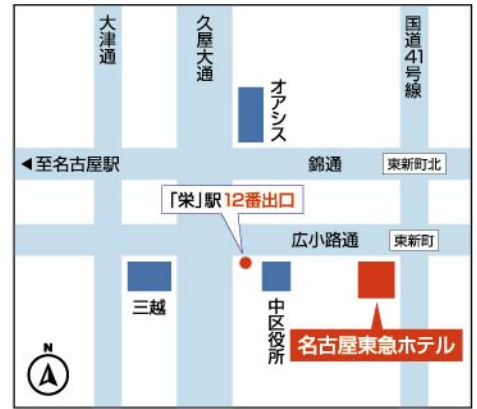 大津通
久屋大通
国道41号線
オアシス
◀至名古屋駅
錦通
東新町北
「栄」駅12番出口
広小路通
東新町
三越
中区役所
名古屋東急ホテル
N